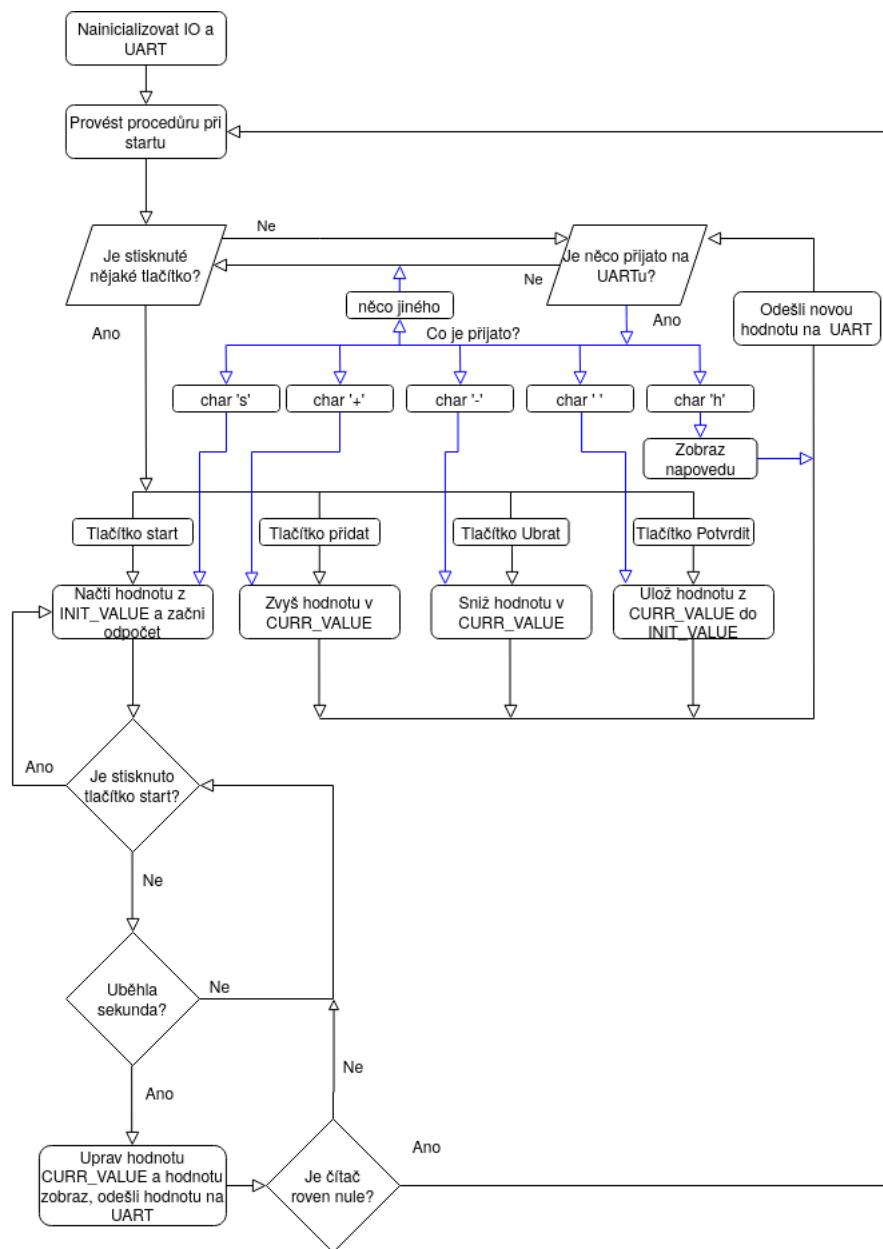 Nainicializovat IO a
UART
Provést procedůru při
startu
Ne
Je stisknuté
nějaké tlačítko?
Je něco přijato na
UARTu?
Ne
něco jiného
Odešli novou
hodnotu na UART
Ano
Ano
Co je přijato?
char 's'
char '+'
char '-'
char ' '
char 'h'
Zobraz
napovedu
Tlačítko start
Tlačítko přidat
Tlačítko Ubrat
Tlačítko Potvrdit
Načti hodnotu z
INIT_VALUE a začni
odpočet
Zvyš hodnotu v
CURR_VALUE
Sniž hodnotu v
CURR_VALUE
Ulož hodnotu z
CURR_VALUE do
INIT_VALUE
Ano
Je stisknuto
tlačítko start?
Ne
Uběhla
sekunda?
Ne
Ne
Ano
Ano
Uprav hodnotu
CURR_VALUE a hodnotu
zobraz, odešli hodnotu na
UART
Je čítač
roven nule?